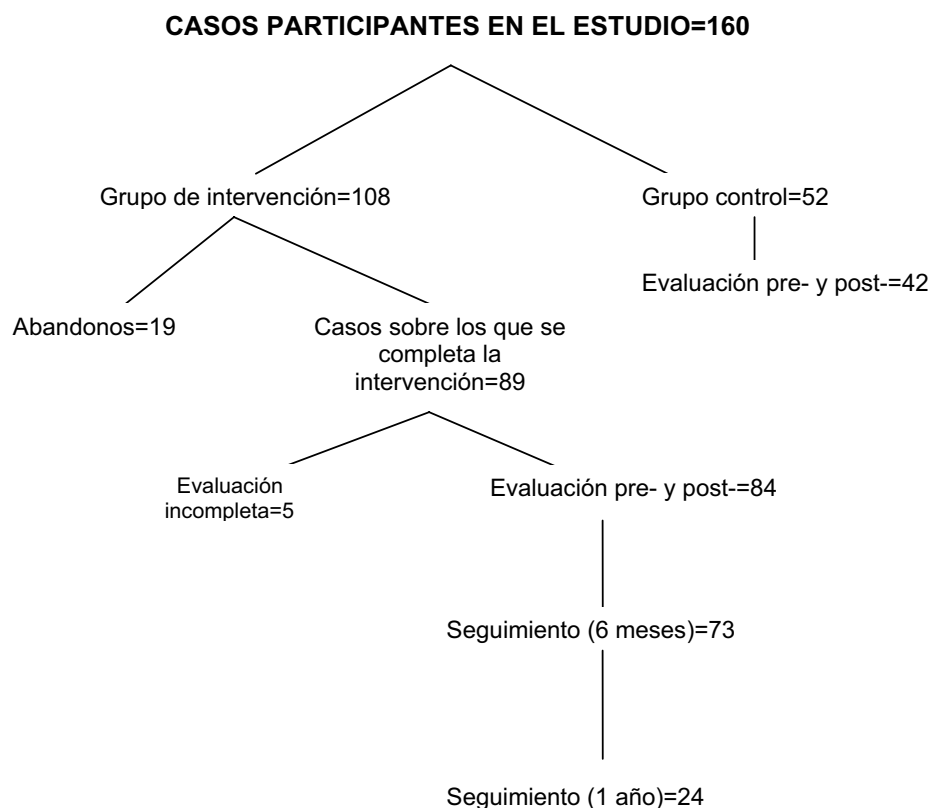 CASOS PARTICIPANTES EN EL ESTUDIO=160
Grupo de intervención=108
Grupo control=52
Evaluación pre- y post-=42
Abandonos=19
Casos sobre los que se
completa la
intervención=89
Evaluación
incompleta=5
Evaluación pre- y post-=84
Seguimiento (6 meses)=73
Seguimiento (1 año)=24